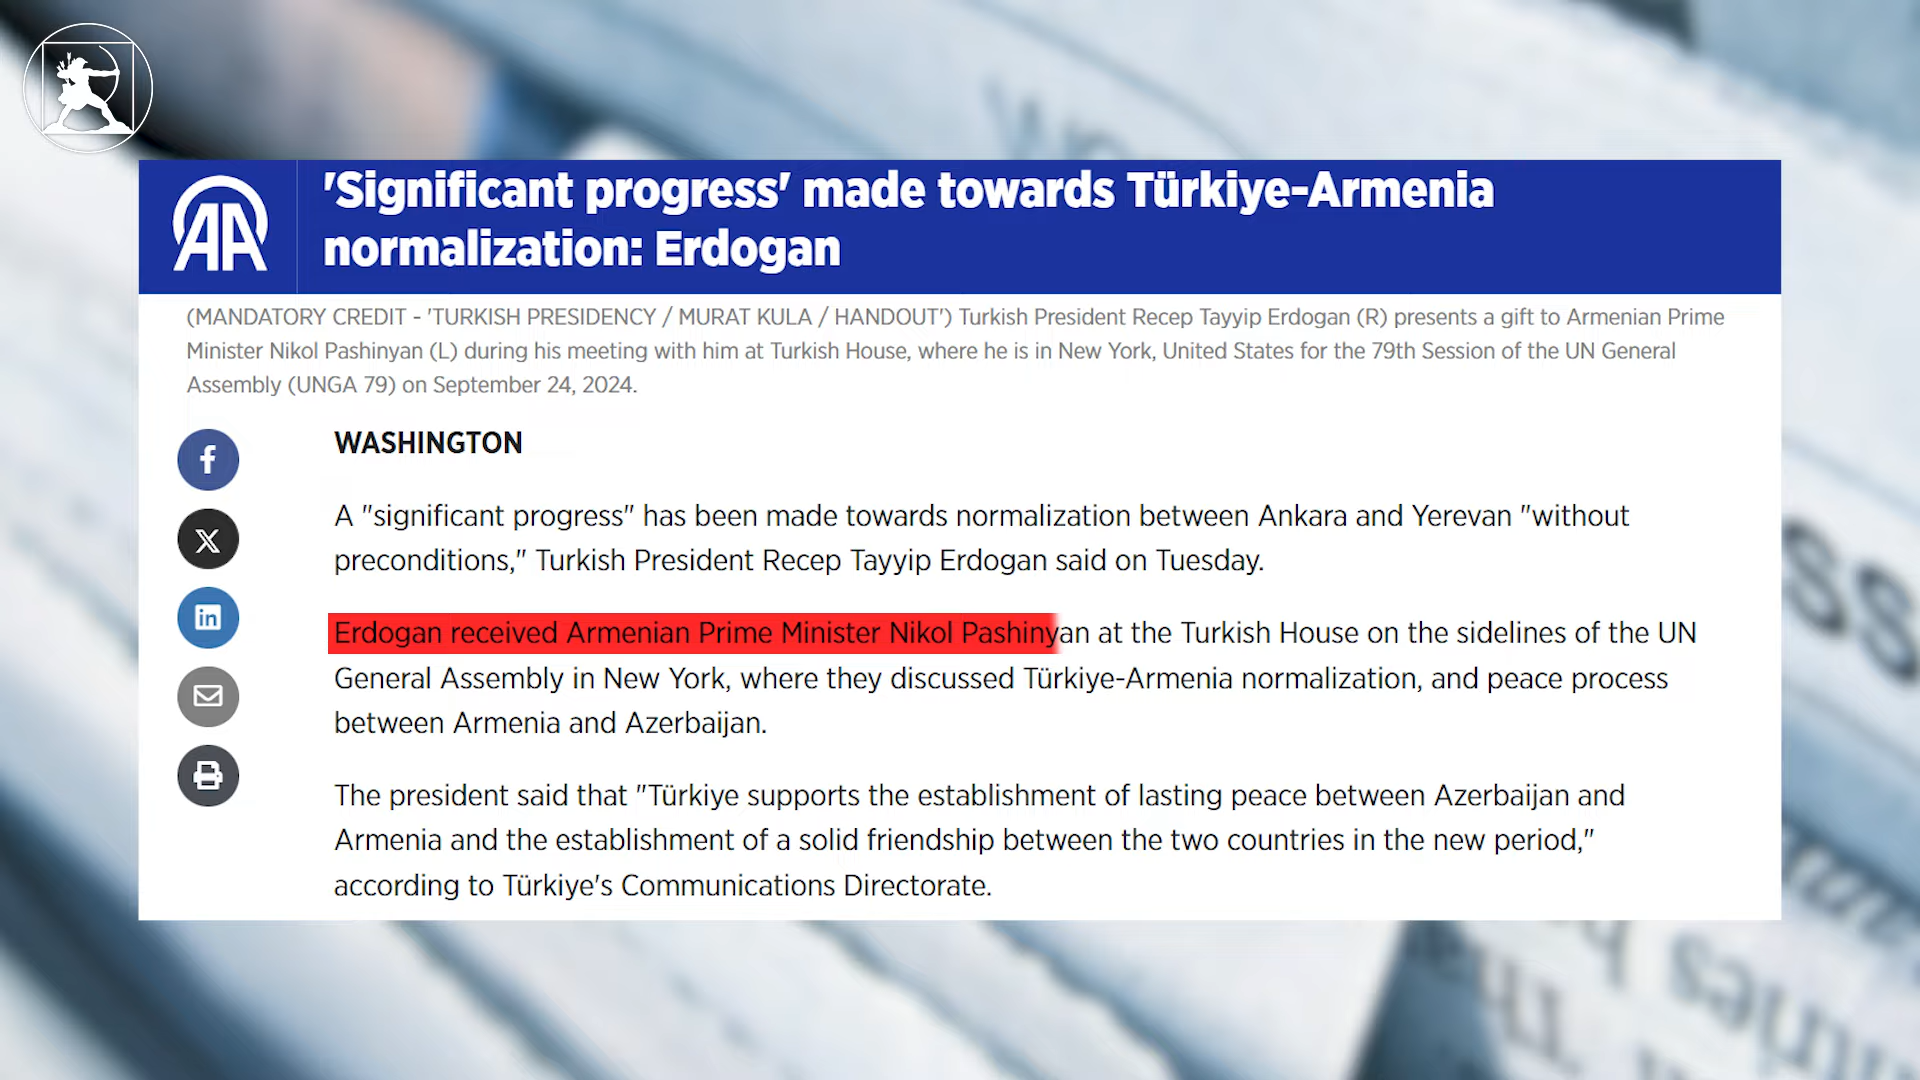 AA
'Significant progress' made towards Türkiye-Armenia
normalization: Erdogan
(MANDATORY CREDIT - 'TURKISH PRESIDENCY / MURAT KULA / HANDOUT') Turkish President Recep Tayyip Erdogan (R) presents a gift to Armenian Prime
Minister Nikol Pashinyan (L) during his meeting with him at Turkish House, where he is in New York, United States for the 79th Session of the UN General
Assembly (UNGA 79) on September 24, 2024.
WASHINGTON
A "significant progress" has been made towards normalization between Ankara and Yerevan "without
preconditions," Turkish President Recep Tayyip Erdogan said on Tuesday.
Erdogan received Armenian Prime Minister Nikol Pashinyan at the Turkish House on the sidelines of the UN
General Assembly in New York, where they discussed Türkiye-Armenia normalization, and peace process
between Armenia and Azerbaijan.
The president said that "Türkiye supports the establishment of lasting peace between Azerbaijan and
Armenia and the establishment of a solid friendship between the two countries in the new period,"
according to Türkiye's Communications Directorate.